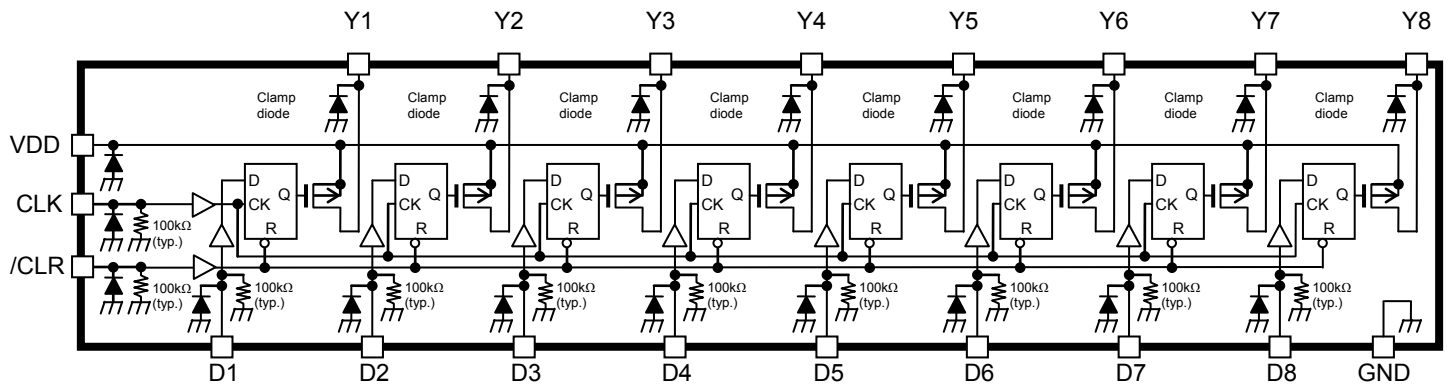 Y1 Y2 Y3 Y4 Y5 Y6 Y7 Y8
Clamp diode Clamp diode Clamp diode Clamp diode Clamp diode Clamp diode Clamp diode
VDD
D Q D Q D Q D Q D Q D Q D Q D Q
CLK
CK CK CK CK CK CK CK CK
100kΩ (typ.)
R R R R R R R R
/CLR
100kΩ (typ.) 100kΩ (typ.) 100kΩ (typ.) 100kΩ (typ.) 100kΩ (typ.) 100kΩ (typ.) 100kΩ (typ.) 100kΩ (typ.) 100kΩ (typ.)
D1 D2 D3 D4 D5 D6 D7 D8 GND